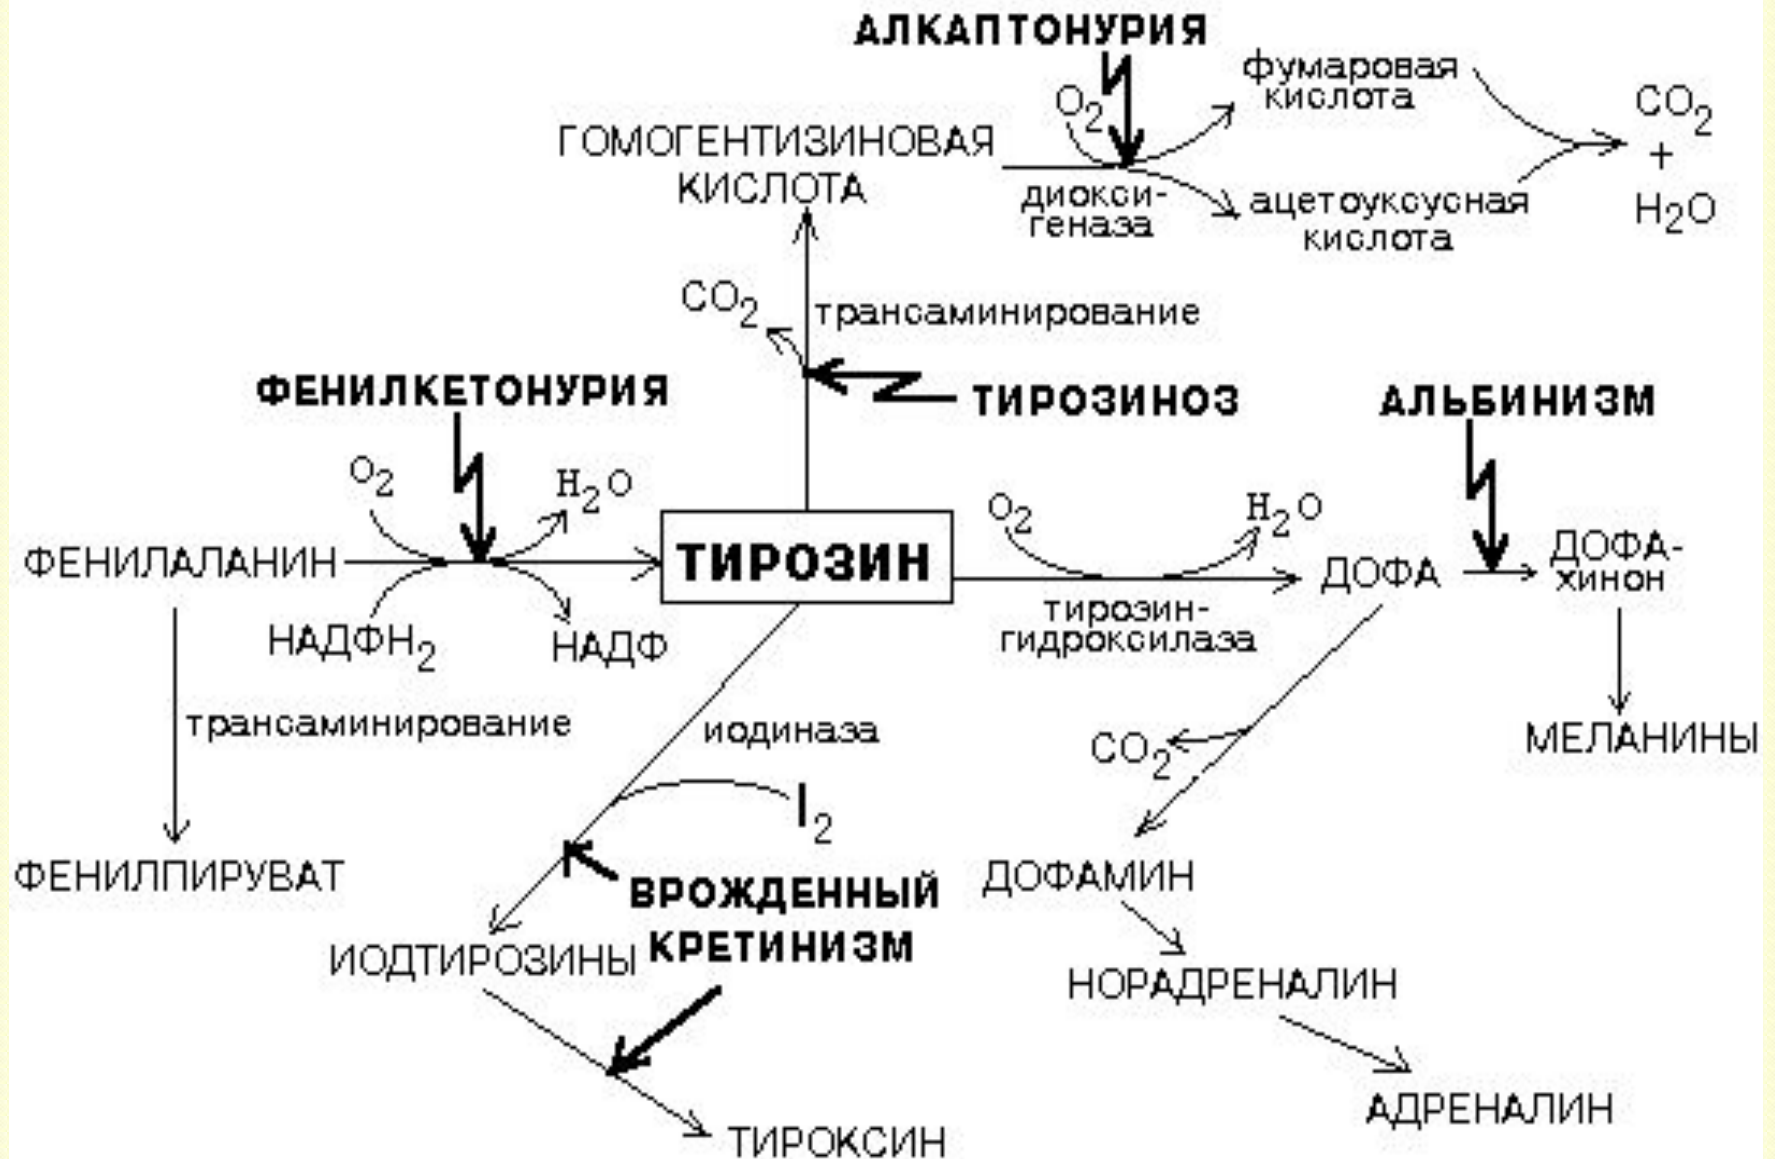 АЛКАПТОНУРИЯ
O2
фумаровая
кислота
CO2
+
H2O
ГОМОГЕНТИЗИНОВАЯ
КИСЛОТА
диокси-
геназа
ацетоуксусная
кислота
CO2
трансаминирование
ФЕНИЛКЕТОНУРИЯ
ТИРОЗИНОЗ
АЛЬБИНИЗМ
O2
H2O
O2
H2O
ФЕНИЛАЛАНИН
ТИРОЗИН
ДОФА
ДОФА-
хинон
НАДФН2
НАДФ
тирозин-
гидроксилаза
трансаминирование
иодиназа
CO2
МЕЛАНИНЫ
I2
ФЕНИЛПИРУВАТ
ВРОЖДЕННЫЙ
КРЕТИНИЗМ
ДОФАМИН
ИОДТИРОЗИНЫ
НОРАДРЕНАЛИН
АДРЕНАЛИН
ТИРОКСИН